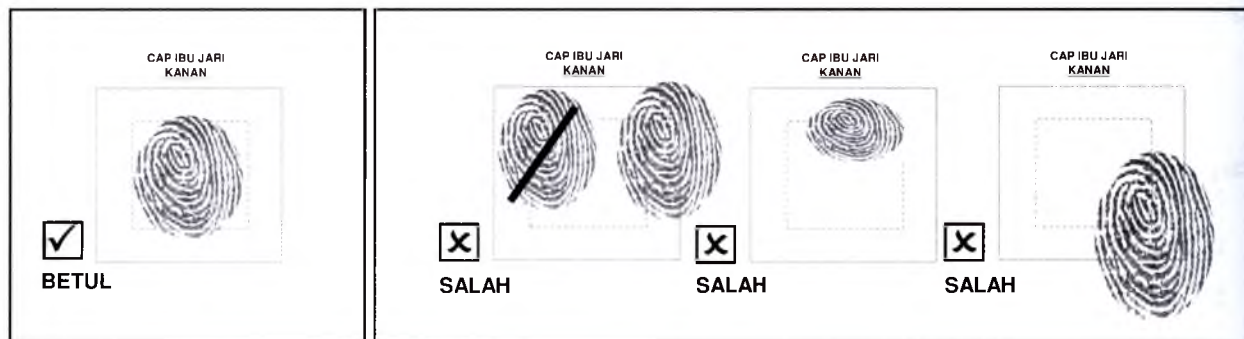 CAP IBU JARI
KANAN
BETUL
CAP IBU JARI
KANAN
SALAH
CAP IBU JARI
KANAN
SALAH
CAP IBU JARI
KANAN
SALAH